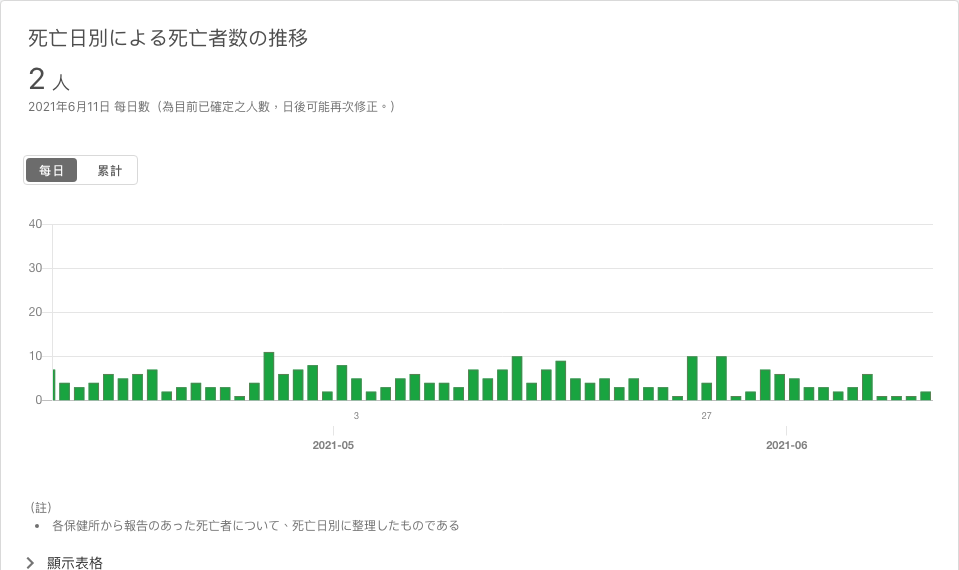 死亡日別による死亡者数の推移
2 人
2021年6月11日 每日數（為目前已確定之人數，日後可能再次修正。）
每日 累計
40
30
20
10
0
3 27
2021-05 2021-06
（註）
• 各保健所から報告のあった死亡者について、死亡日別に整理したものである
顯示表格